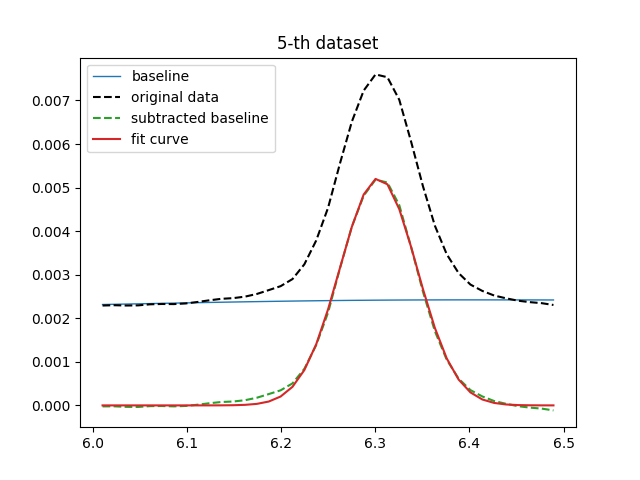 5-th dataset
baseline
original data
subtracted baseline
fit curve
0.007
0.006
0.005
0.004
0.003
0.002
0.001
0.000
6.0 6.1 6.2 6.3 6.4 6.5